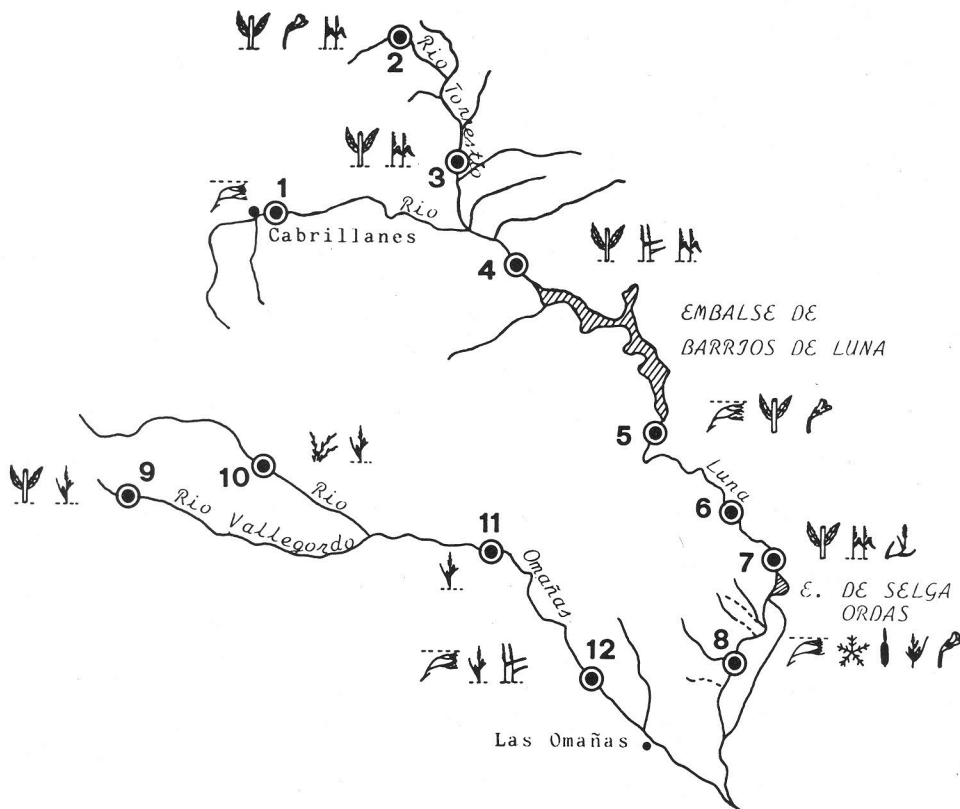 2
Rio
Torrestío
3
1
Cabrillanes
Rio
4
EMBALSE DE
BARRIOS DE LUNA
5
Luna
6
7
E. DE SELGA
ORDAS
8
9
Rio Vallegordo
10
Rio
11
Omañas
12
Las Omañas